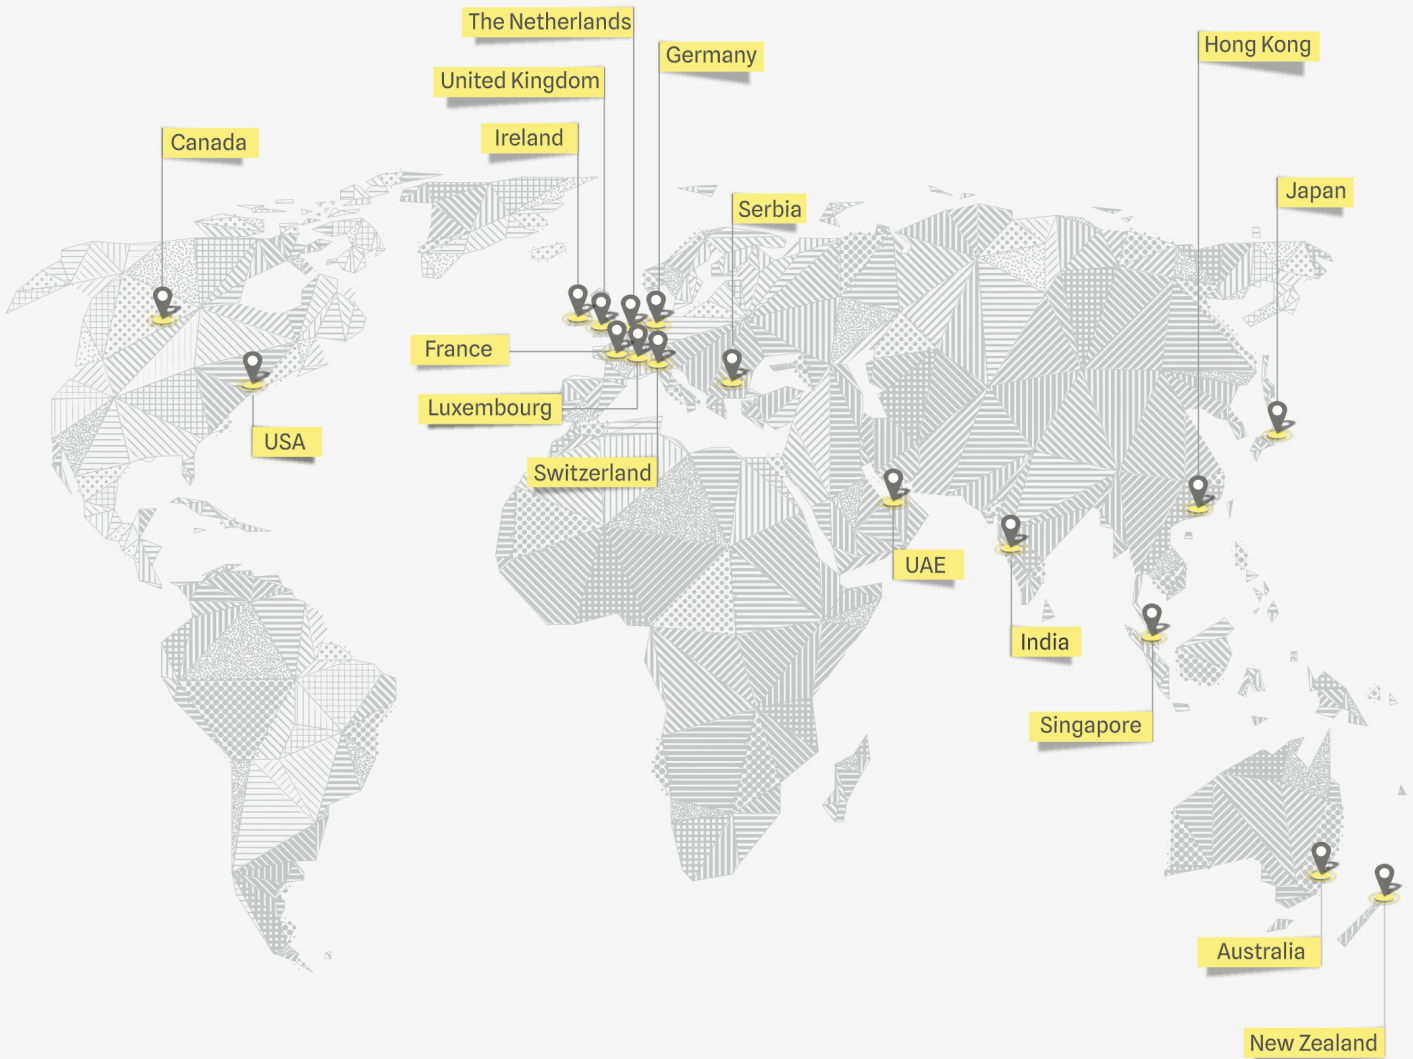 The Netherlands
Germany
Hong Kong
United Kingdom
Ireland
Canada
Japan
Serbia
France
Luxembourg
USA
Switzerland
UAE
India
Singapore
Australia
New Zealand